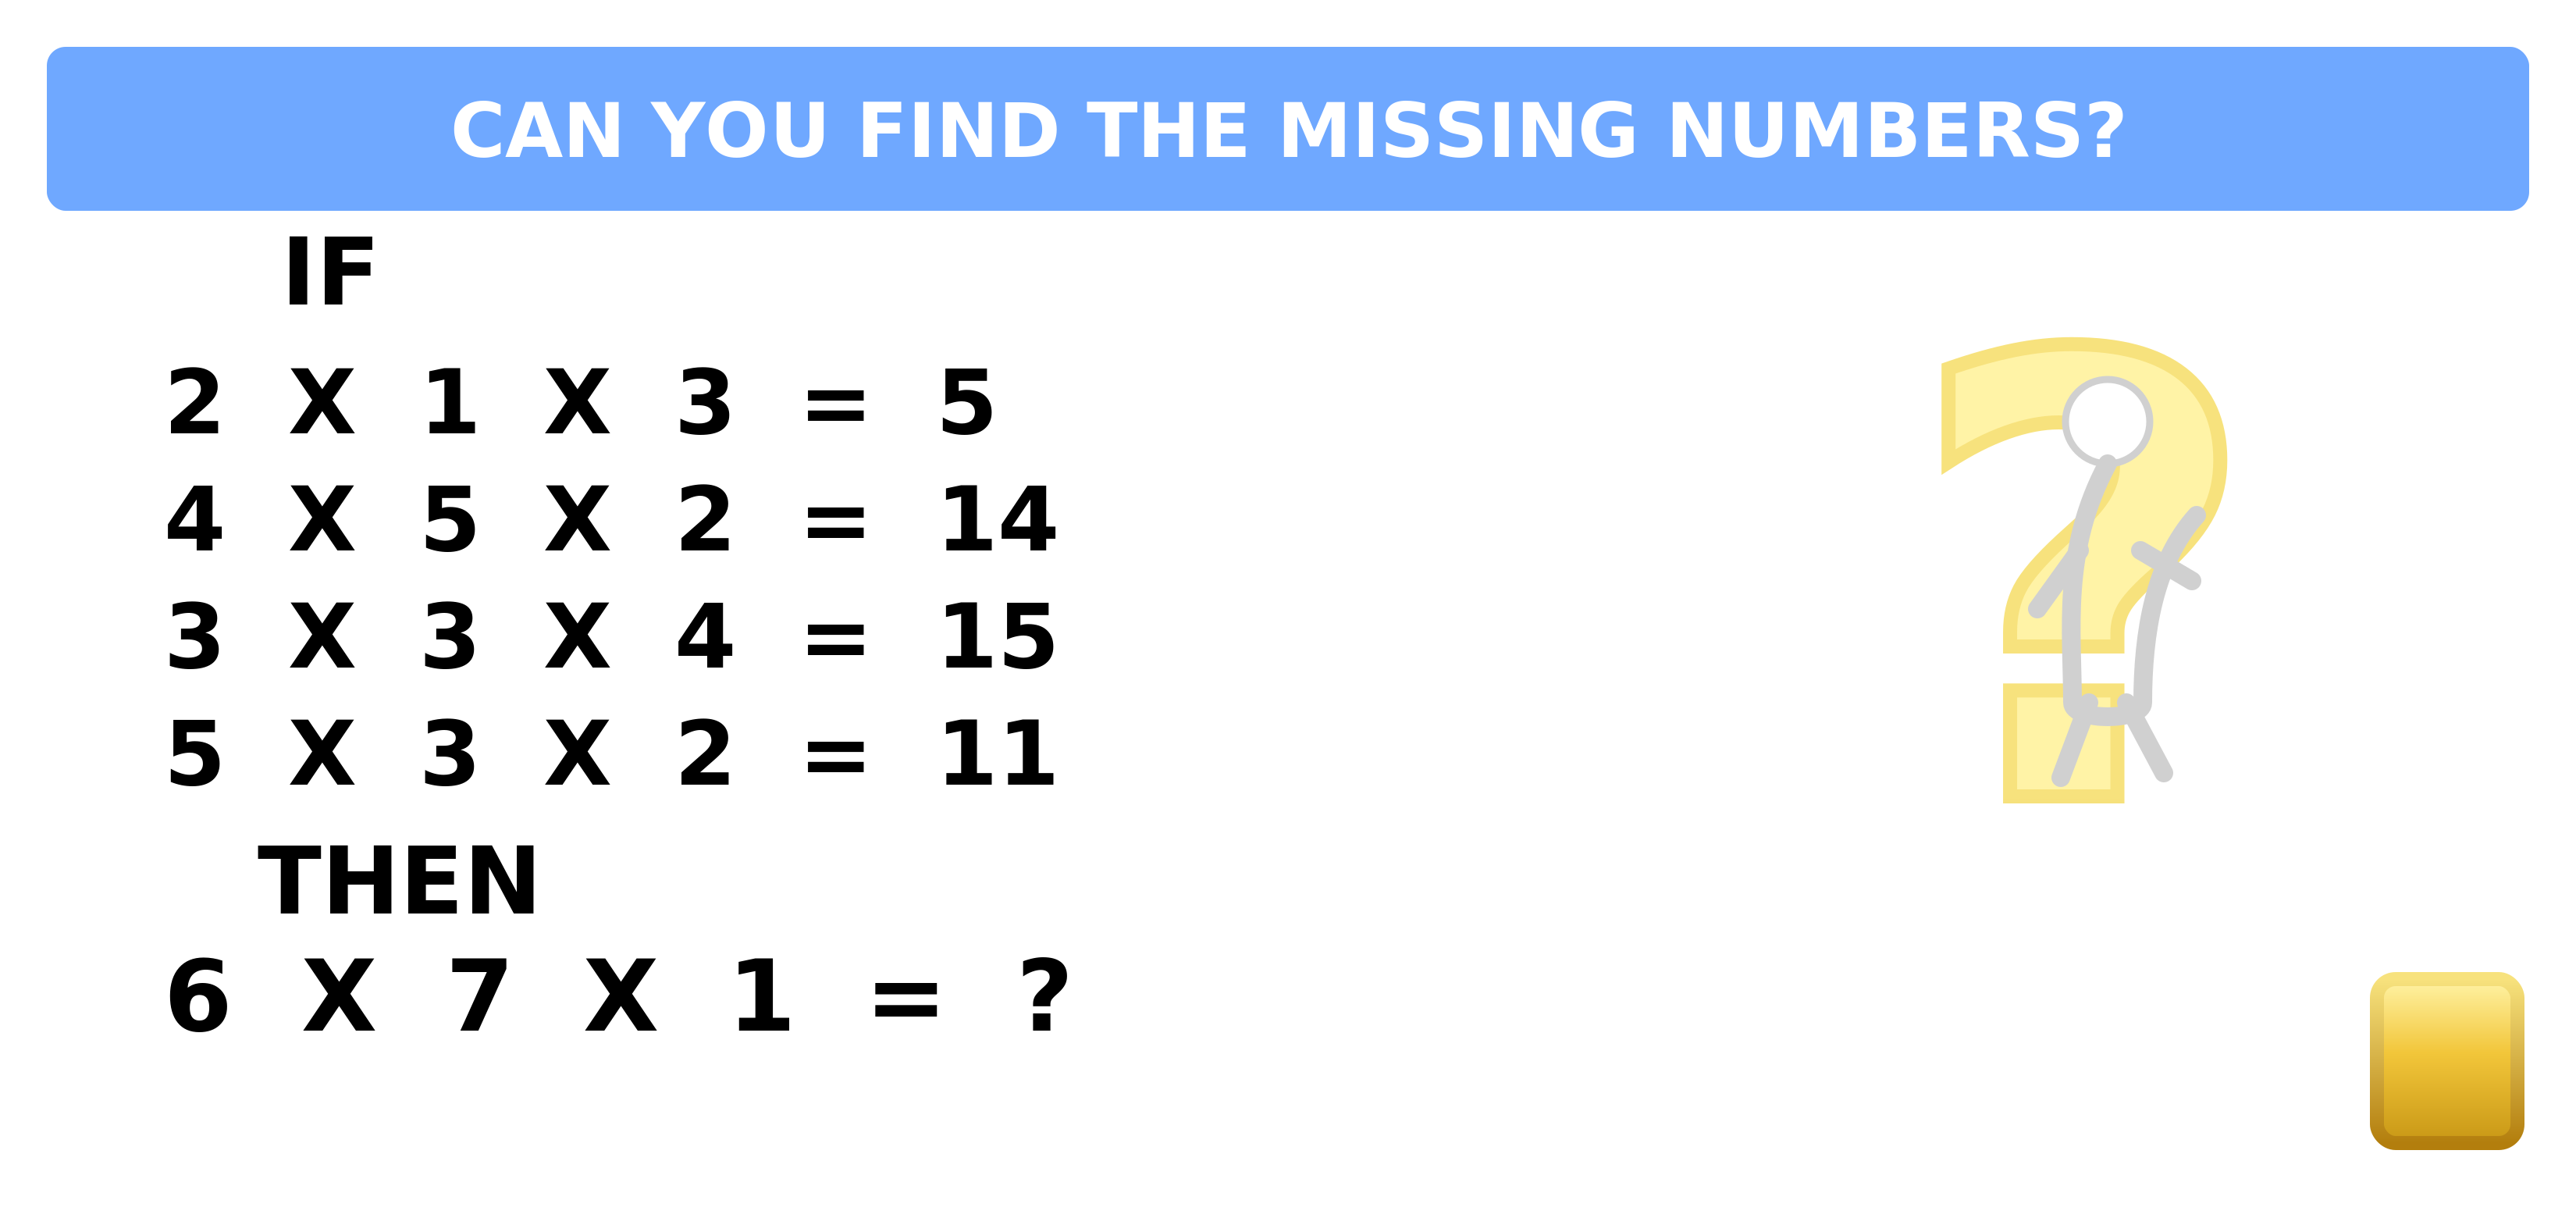 CAN YOU FIND THE MISSING NUMBERS?
IF
2 X 1 X 3 = 5
4 X 5 X 2 = 14
3 X 3 X 4 = 15
5 X 3 X 2 = 11
THEN
6 X 7 X 1 = ?